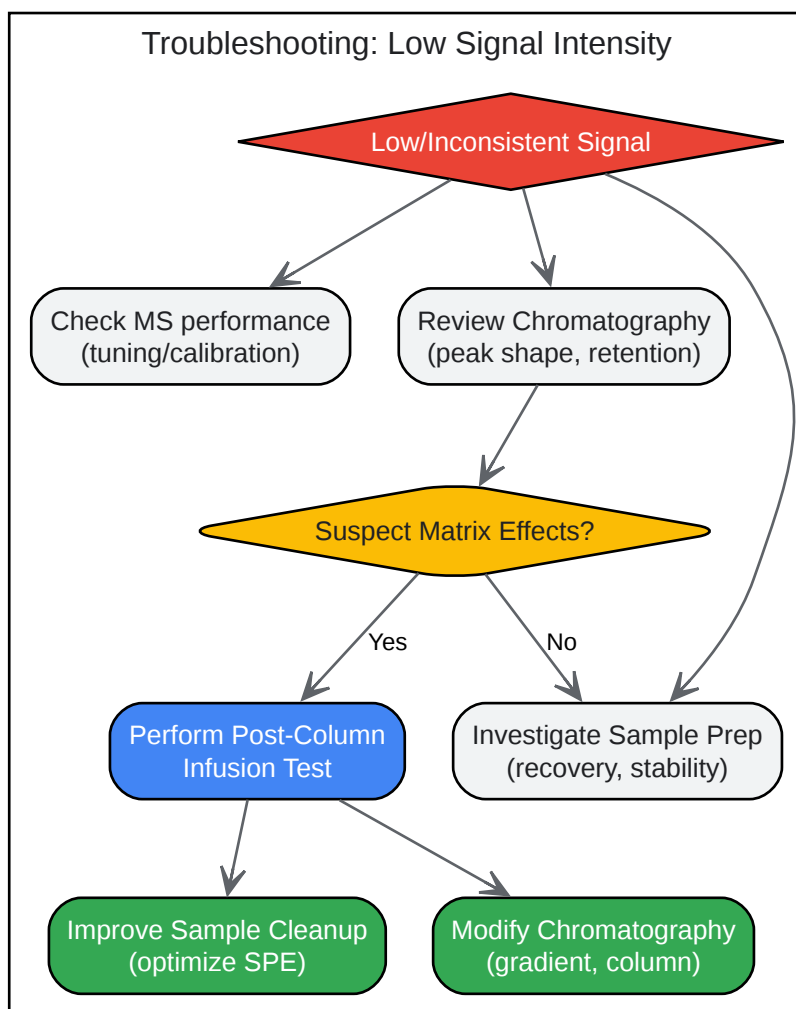 Troubleshooting: Low Signal Intensity
Low/Inconsistent Signal
Check MS performance
(tuning/calibration)
Review Chromatography
(peak shape, retention)
Suspect Matrix Effects?
Yes
No
Perform Post-Column
Infusion Test
Investigate Sample Prep
(recovery, stability)
Improve Sample Cleanup
(optimize SPE)
Modify Chromatography
(gradient, column)